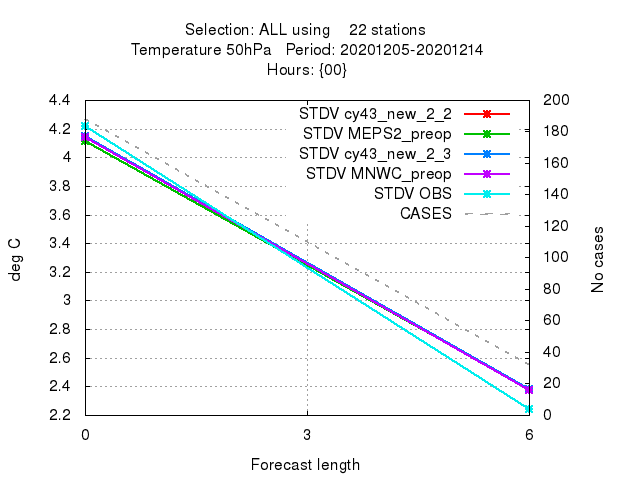 Selection: ALL using 22 stations
Temperature 50hPa Period: 20201205-20201214
Hours: {00}
4.4
4.2
4
3.8
3.6
3.4
3.2
3
2.8
2.6
2.4
2.2
deg C
STDV cy43_new_2_2
STDV MEPS2_preop
STDV cy43_new_2_3
STDV MNWC_preop
STDV OBS
CASES
200
180
160
140
120
100
80
60
40
20
0
No cases
0
3
6
Forecast length